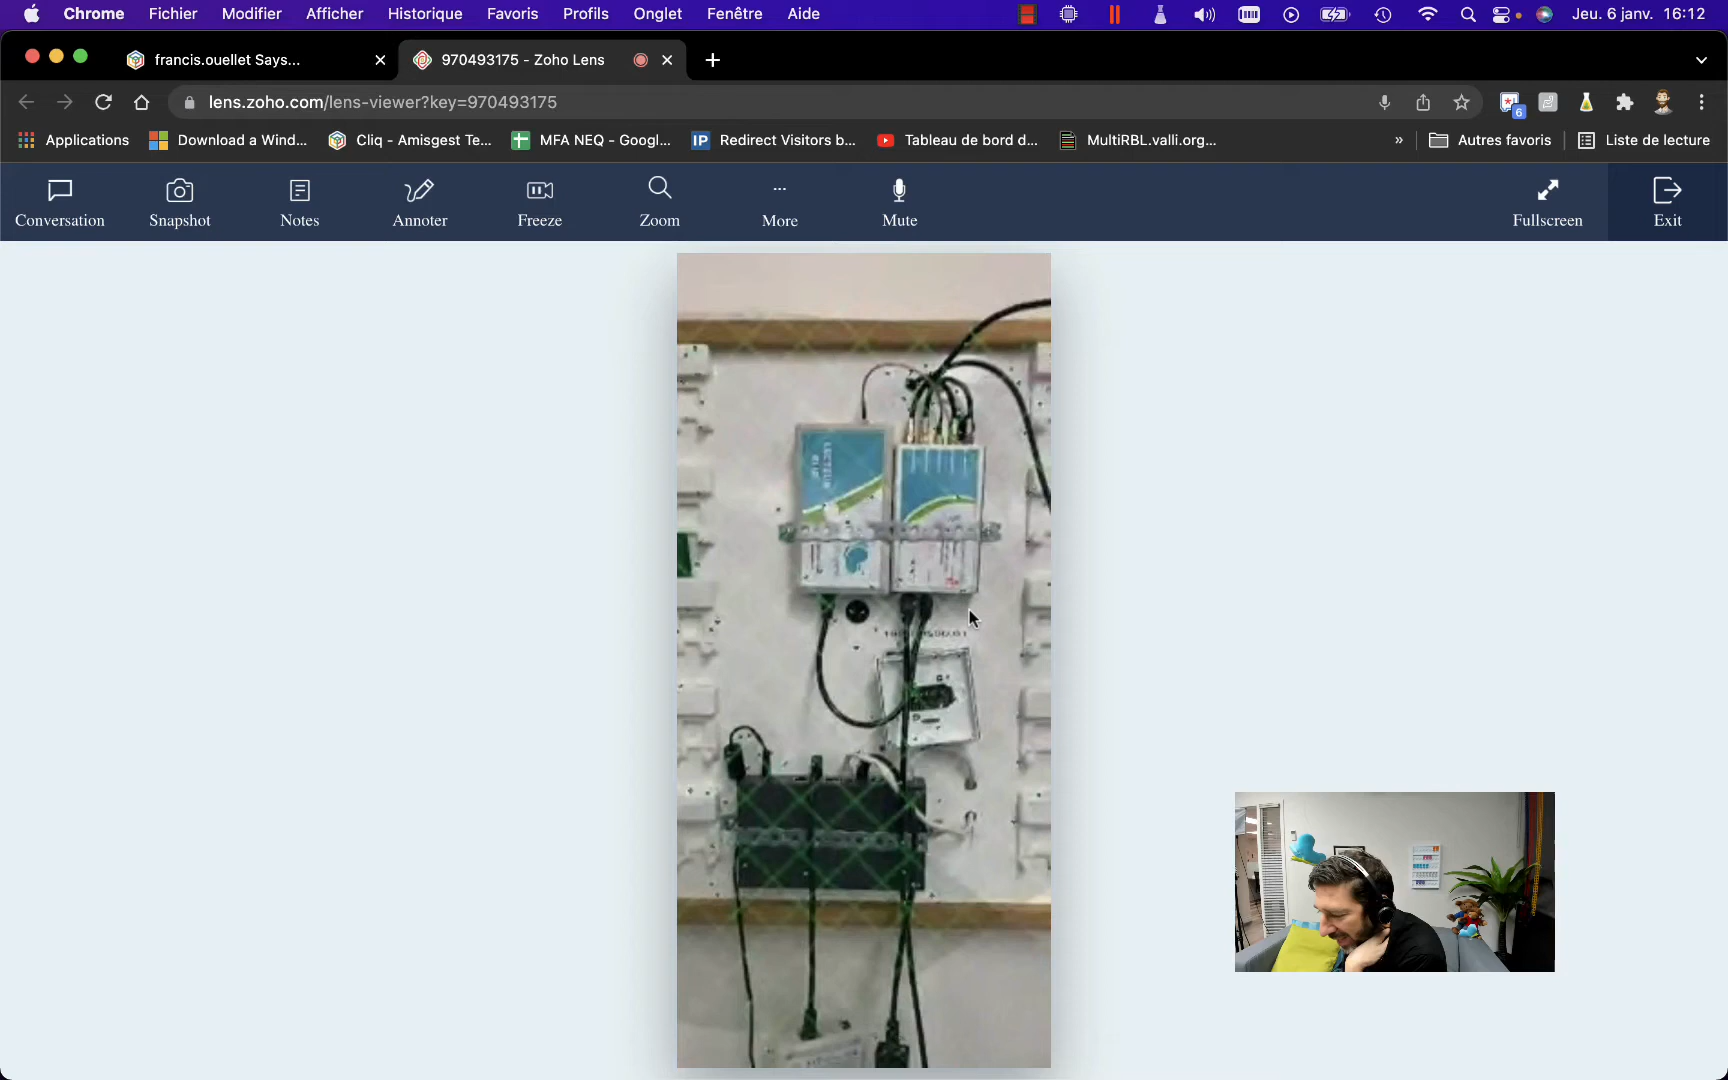 Chrome Fichier Modifier Afficher Historique Favoris Profils Onglet Fenêtre Aide Jeu. 6 janv. 16:12
francis.ouellet Says... 970493175 - Zoho Lens
lens.zoho.com/lens-viewer?key=970493175
6
Applications Download a Wind... Cliq - Amisgest Te... MFA NEQ - Googl... IP Redirect Visitors b... Tableau de bord d... MultiRBL.valli.org... » Autres favoris Liste de lecture
Conversation Snapshot Notes Annoter Freeze Zoom More Mute Fullscreen Exit
LECTEUR